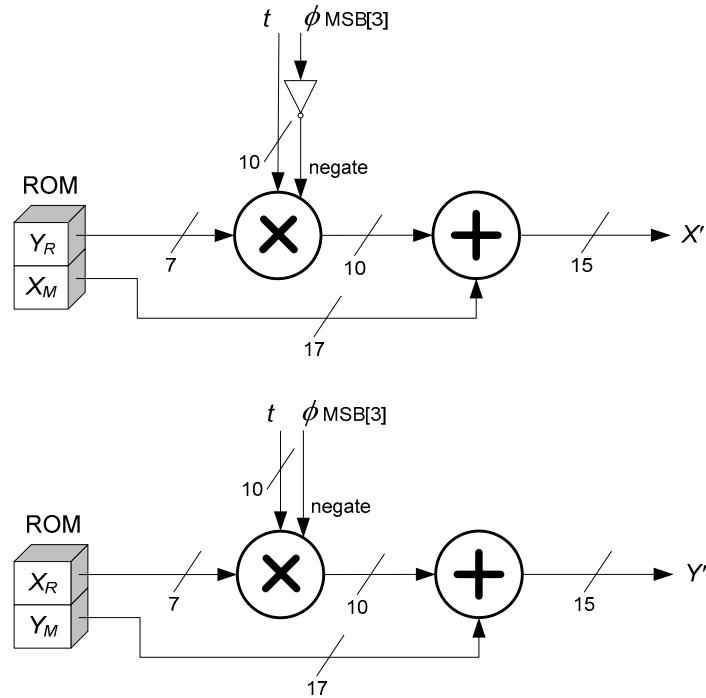 t ϕ MSB[3]
10
negate
ROM
Y_R
X_M
7
10
15
X′
17
t ϕ MSB[3]
10
negate
ROM
X_R
Y_M
7
10
15
Y′
17